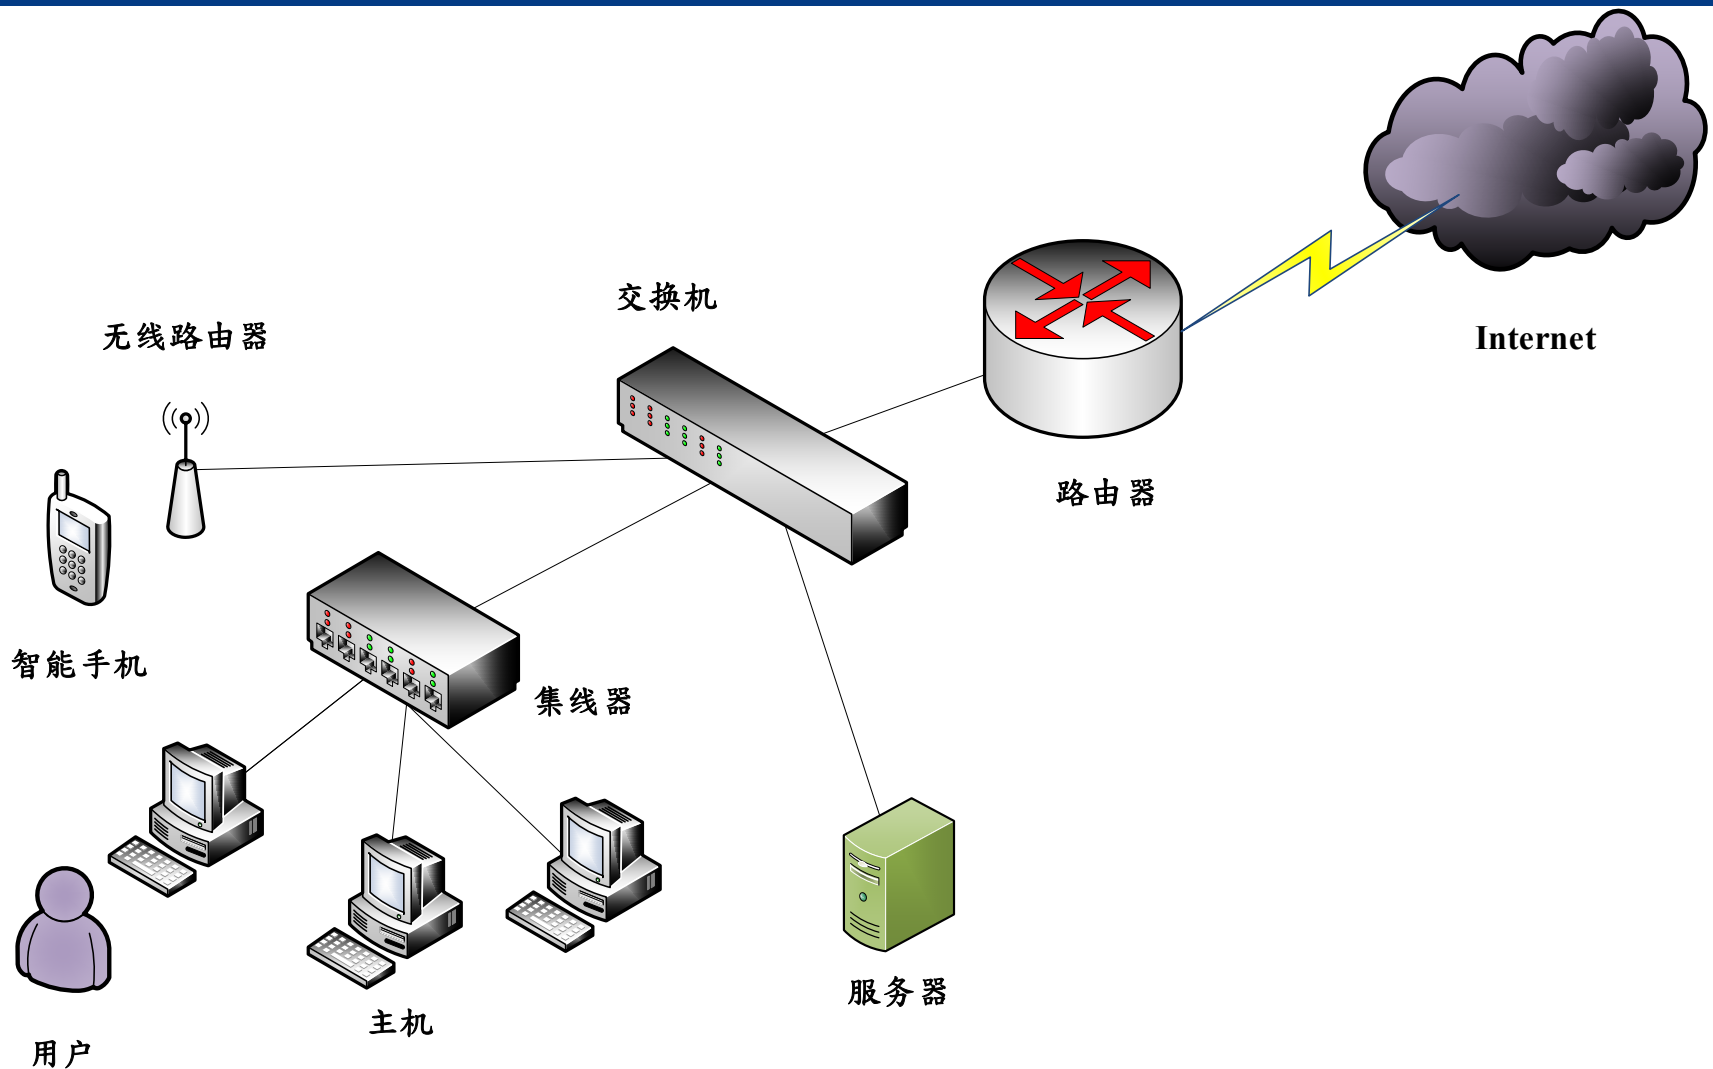 交换机
无线路由器
Internet
路由器
智能手机
集线器
服务器
主机
用户